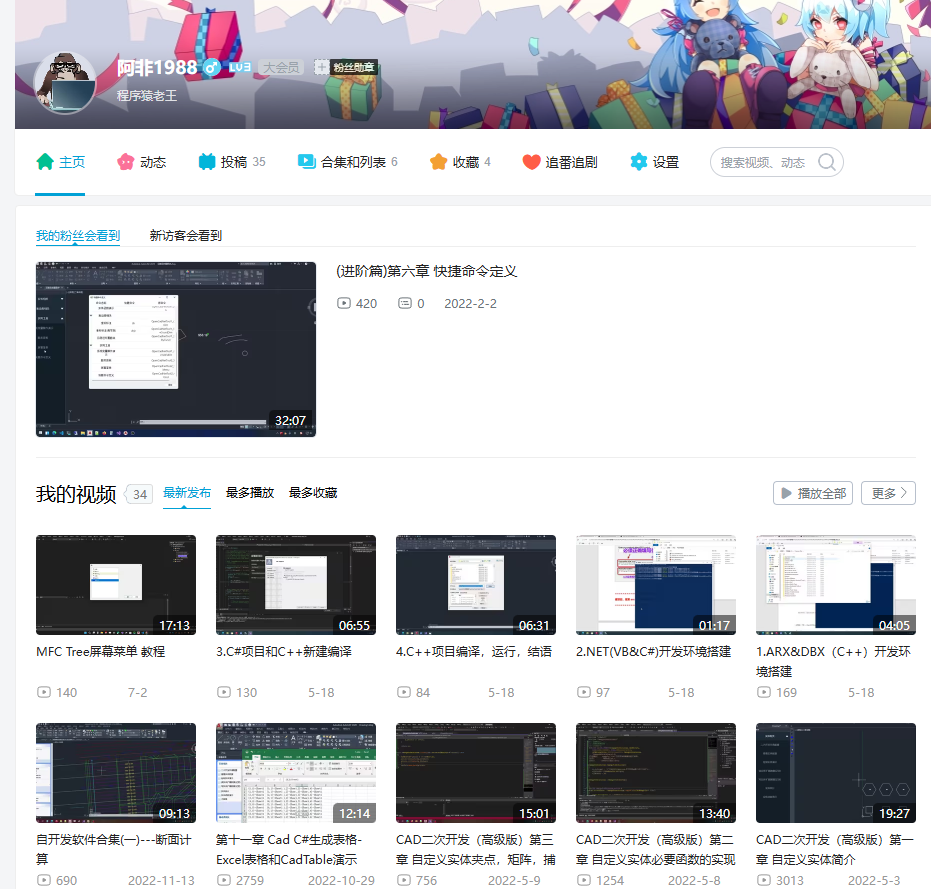 阿非1988 LV3 大会员 粉丝勋章
程序猿老王
主页 动态 投稿 35 合集和列表 6 收藏 4 追番追剧 设置 搜索视频、动态
我的粉丝会看到 新访客会看到
(进阶篇)第六章 快捷命令定义
420 0 2022-2-2
32:07
我的视频 34 最新发布 最多播放 最多收藏 播放全部 更多
17:13 06:55 06:31 01:17 04:05
MFC Tree屏幕菜单 教程
140 7-2
3.C#项目和C++新建编译
130 5-18
4.C++项目编译，运行，结语
84 5-18
2.NET(VB&C#)开发环境搭建
97 5-18
1.ARX&DBX（C++）开发环
境搭建
169 5-18
09:13 12:14 15:01 13:40 19:27
自开发软件合集(一)---断面计
算
690 2022-11-13
第十一章 Cad C#生成表格-
Excel表格和CadTable演示
2759 2022-10-29
CAD二次开发（高级版）第三
章 自定义实体夹点，矩阵，捕
756 2022-5-9
CAD二次开发（高级版）第二
章 自定义实体必要函数的实现
1254 2022-5-8
CAD二次开发（高级版）第一
章 自定义实体简介
3013 2022-5-3